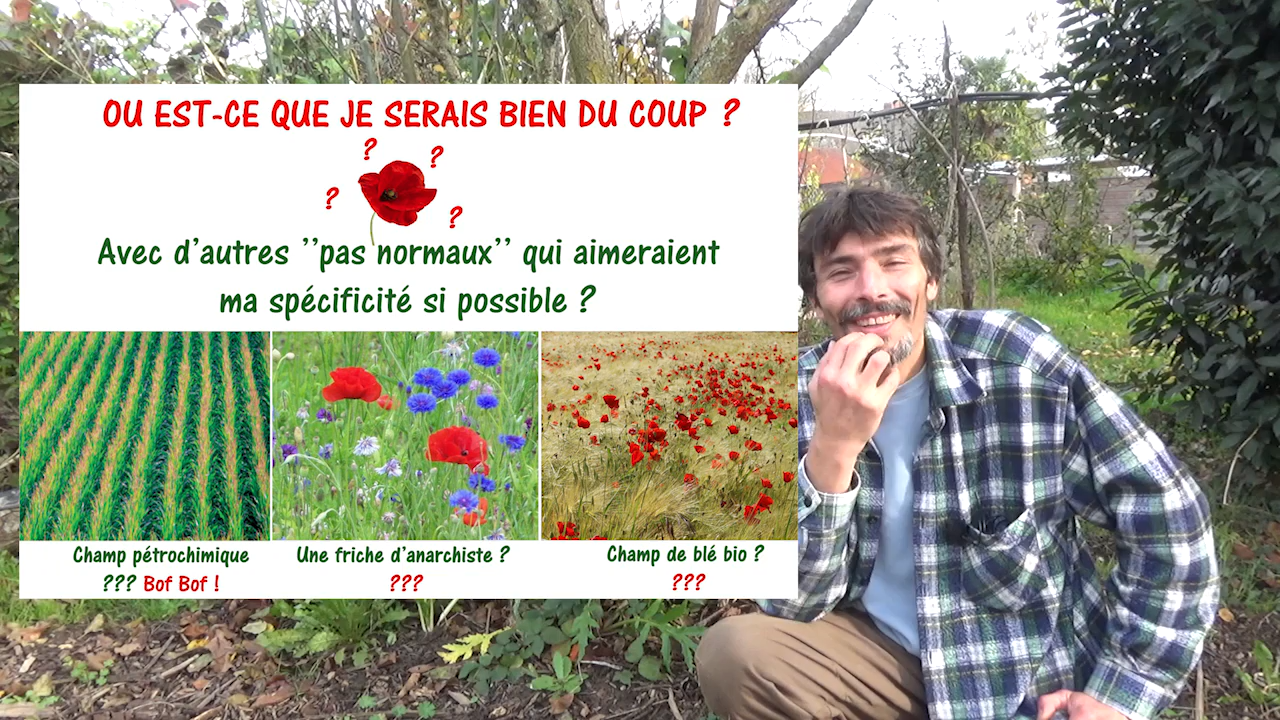 OU EST-CE QUE JE SERAIS BIEN DU COUP ?
? ?
? ?
Avec d'autres ''pas normaux'' qui aimeraient
ma spécificité si possible ?
Champ pétrochimique
??? Bof Bof !
Une friche d'anarchiste ?
???
Champ de blé bio ?
???